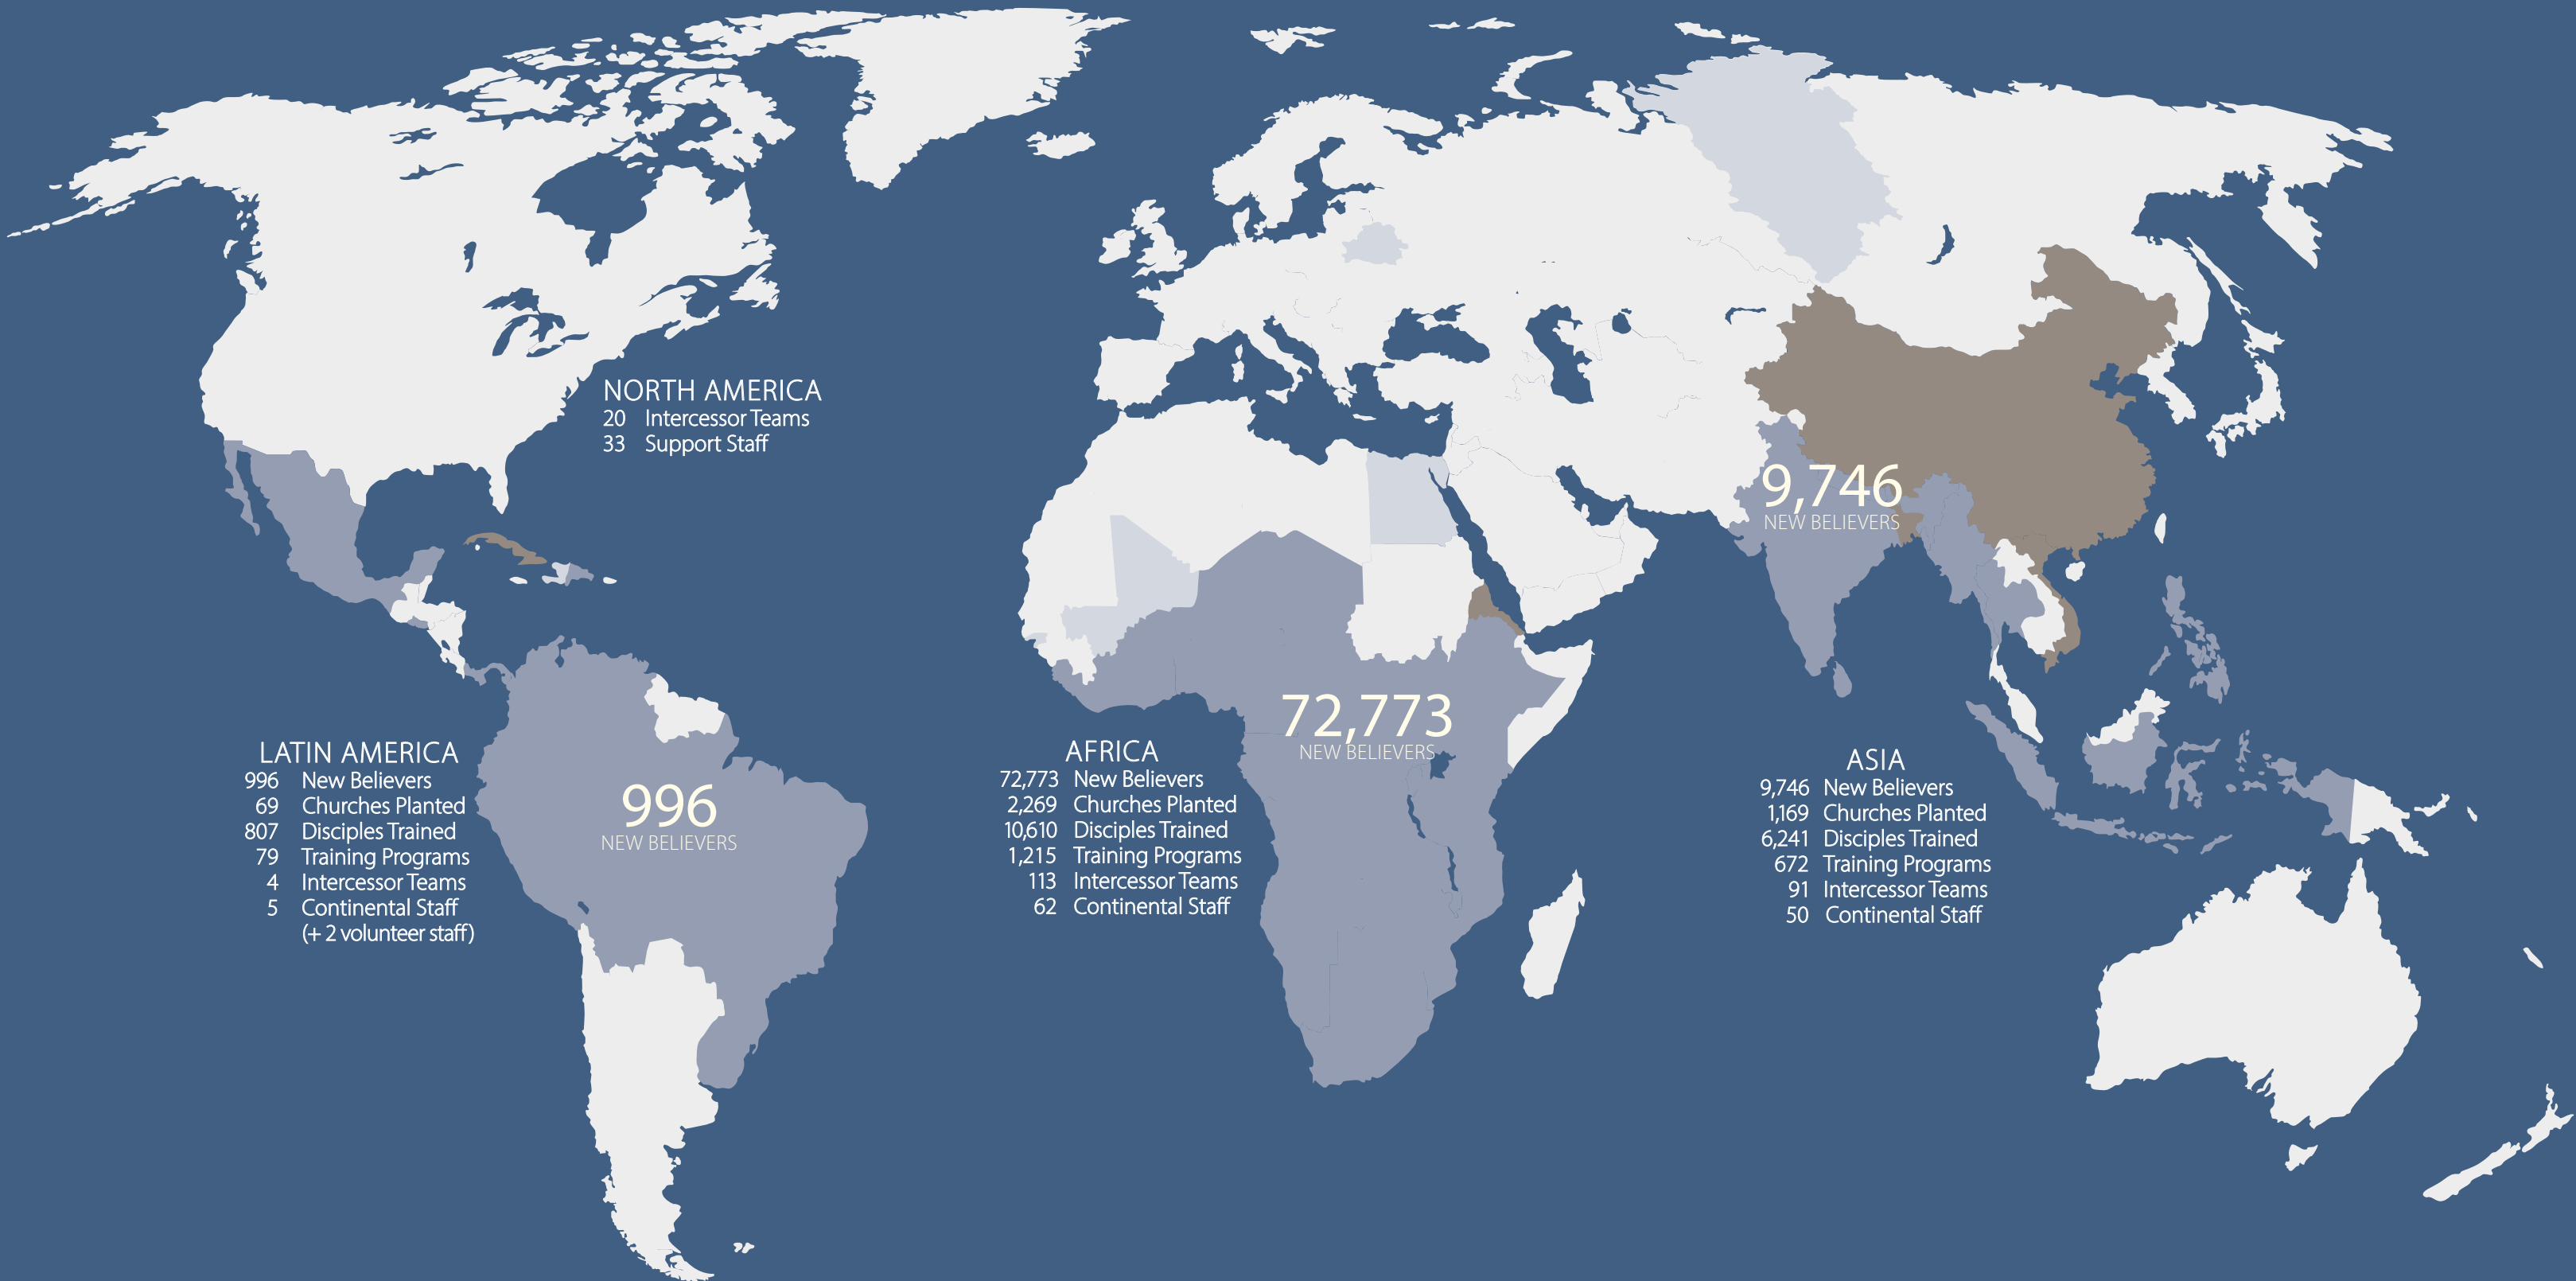 NORTH AMERICA
20 Intercessor Teams
33 Support Staff
LATIN AMERICA
996 New Believers
69 Churches Planted
807 Disciples Trained
79 Training Programs
4 Intercessor Teams
5 Continental Staff
(+ 2 volunteer staff)
996
NEW BELIEVERS
AFRICA
72,773 New Believers
2,269 Churches Planted
10,610 Disciples Trained
1,215 Training Programs
113 Intercessor Teams
62 Continental Staff
72,773
NEW BELIEVERS
9,746
NEW BELIEVERS
ASIA
9,746 New Believers
1,169 Churches Planted
6,241 Disciples Trained
672 Training Programs
91 Intercessor Teams
50 Continental Staff